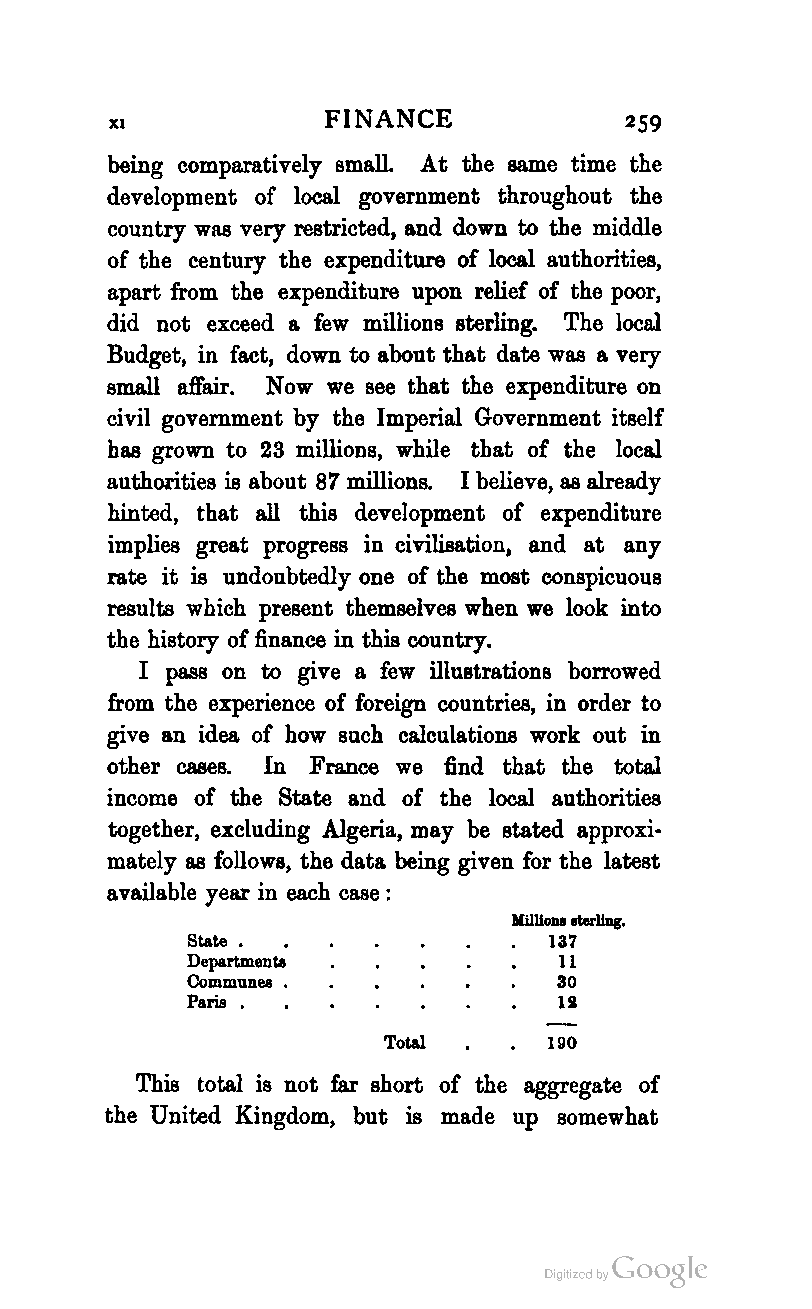 XI FINANCE 259
being comparatively small. At the same time the
development of local government throughout the
country was very restricted, and down to the middle
of the century the expenditure of local authorities,
apart from the expenditure upon relief of the poor,
did not exceed a few millions sterling. The local
Budget, in fact, down to about that date was a very
small affair. Now we see that the expenditure on
civil government by the Imperial Government itself
has grown to 23 millions, while that of the local
authorities is about 87 millions. I believe, as already
hinted, that all this development of expenditure
implies great progress in civilisation, and at any
rate it is undoubtedly one of the most conspicuous
results which present themselves when we look into
the history of finance in this country.
I pass on to give a few illustrations borrowed
from the experience of foreign countries, in order to
give an idea of how such calculations work out in
other cases. In France we find that the total
income of the State and of the local authorities
together, excluding Algeria, may be stated approxi-
mately as follows, the data being given for the latest
available year in each case :
Millions sterling.
State . . . . . . . 137
Departments . . . . . 11
Communes . . . . . . 30
Paris . . . . . . . 12
Total . . 190
This total is not far short of the aggregate of
the United Kingdom, but is made up somewhat
Digitized by Google